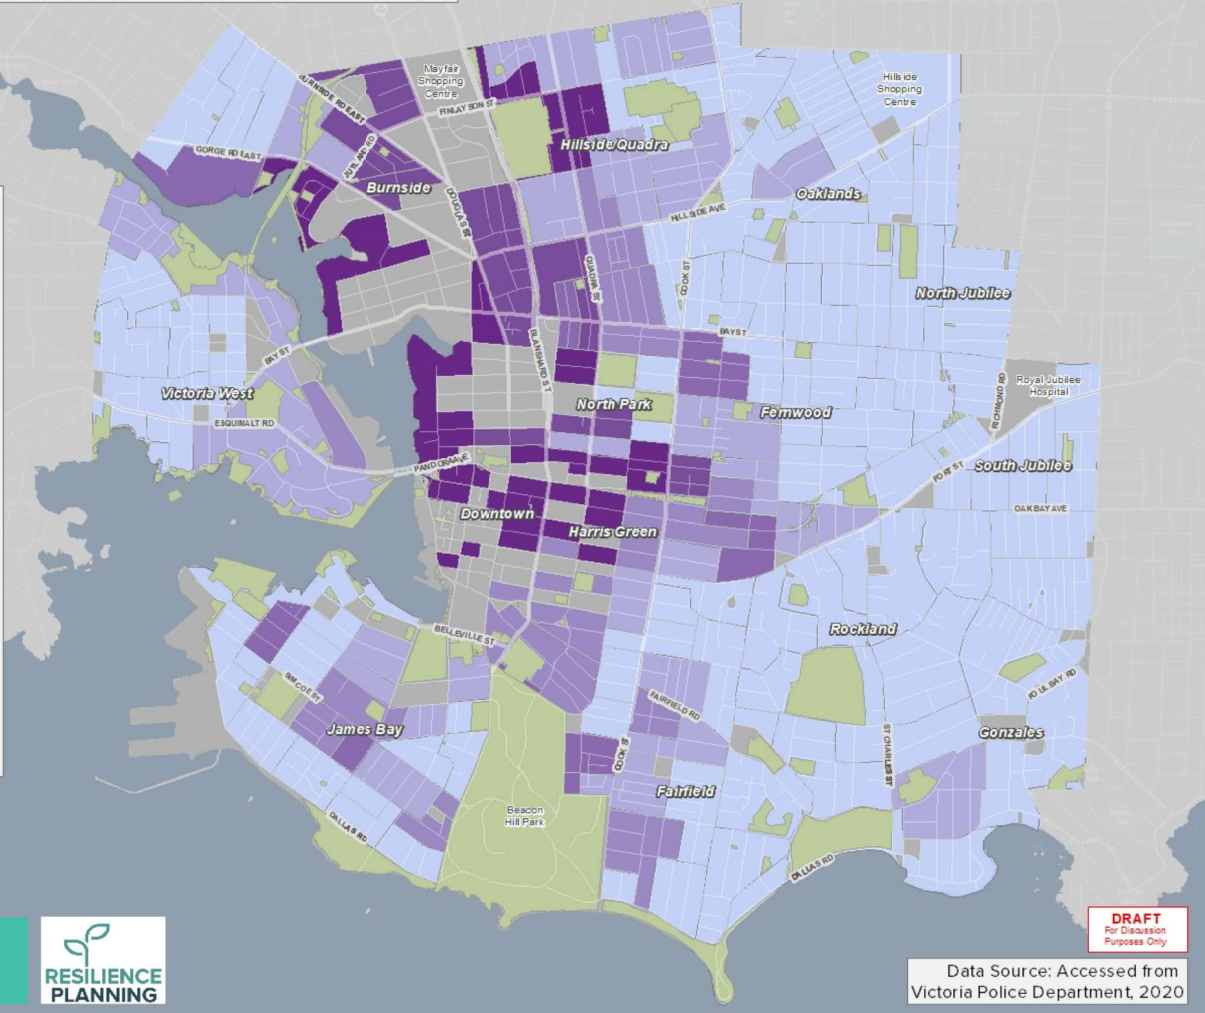 Mayfair
Shopping
Centre
Hillside
Shopping
Centre
BURNSIDE RD EAST
FINLAYSON ST
GORGE RD EAST
JUTLAND RD
Hillside/Quadra
Burnside
Oaklands
DOUGLAS ST
HILLSIDE AVE
QUADRA ST
COOK ST
North Jubilee
BAY ST
BLANSHARD ST
BAY ST
Royal Jubilee
Hospital
RICHMOND RD
Victoria West
North Park
Fernwood
ESQUIMALT RD
PANDORA AVE
FORT ST
South Jubilee
OAK BAY AVE
Downtown
Harris Green
BELLEVILLE ST
Rockland
SIMCOE ST
FAIRFIELD RD
FOUL BAY RD
James Bay
COOK ST
ST CHARLES ST
Gonzales
Fairfield
Beacon
Hill Park
DALLAS RD
DALLAS RD
DRAFT
For Discussion
Purposes Only
RESILIENCE
PLANNING
Data Source: Accessed from
Victoria Police Department, 2020